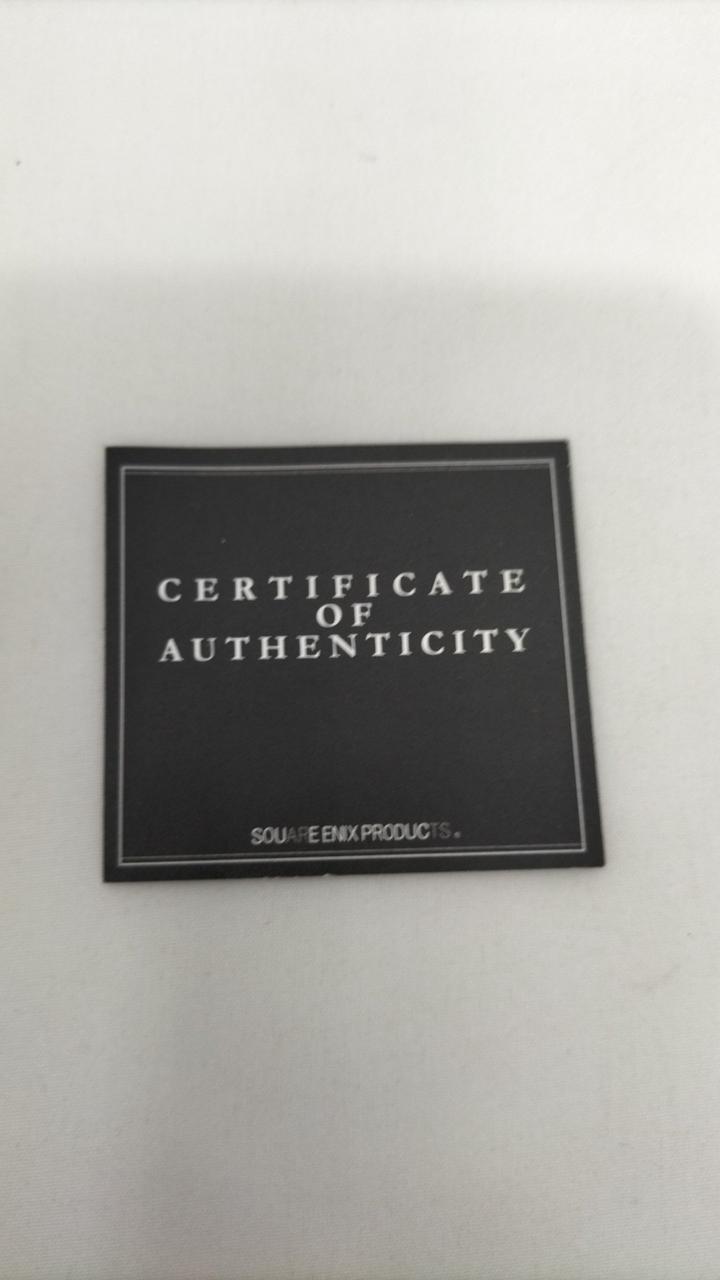 CERTIFICATE
OF
AUTHENTICITY
SQUARE ENIX PRODUCTS.